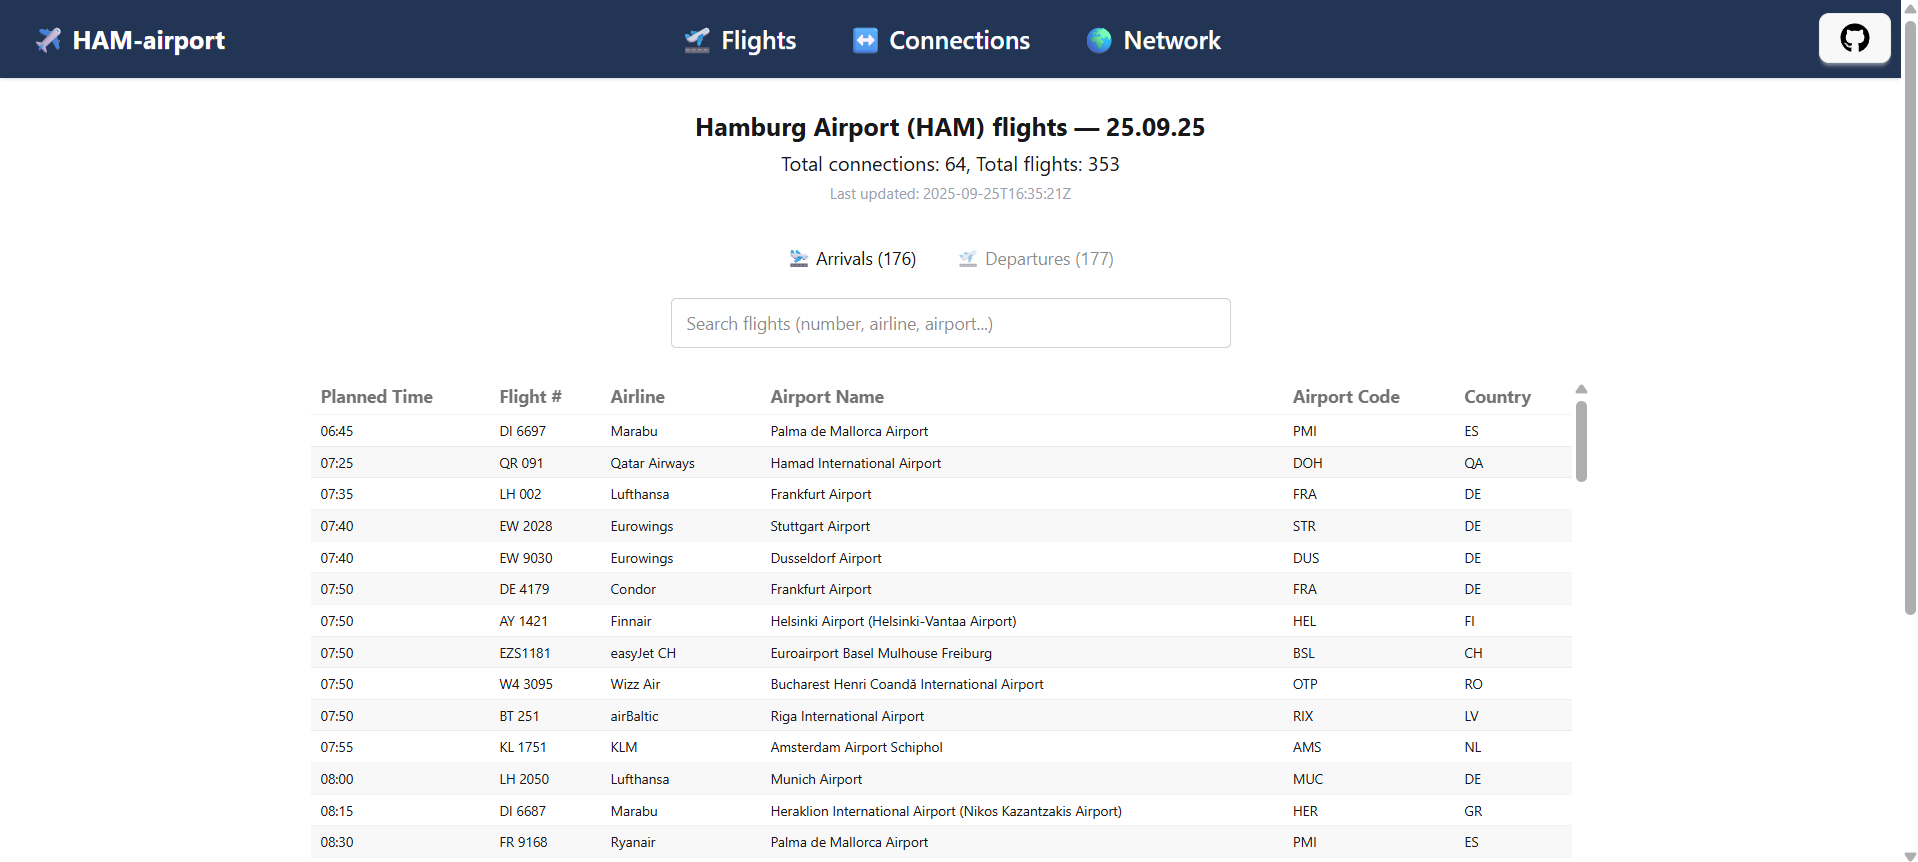 HAM-airport Flights Connections Network
Hamburg Airport (HAM) flights — 25.09.25
Total connections: 64, Total flights: 353
Last updated: 2025-09-25T16:35:21Z
Arrivals (176) Departures (177)
Search flights (number, airline, airport...)
Planned Time Flight # Airline Airport Name Airport Code Country
06:45 DI 6697 Marabu Palma de Mallorca Airport PMI ES
07:25 QR 091 Qatar Airways Hamad International Airport DOH QA
07:35 LH 002 Lufthansa Frankfurt Airport FRA DE
07:40 EW 2028 Eurowings Stuttgart Airport STR DE
07:40 EW 9030 Eurowings Dusseldorf Airport DUS DE
07:50 DE 4179 Condor Frankfurt Airport FRA DE
07:50 AY 1421 Finnair Helsinki Airport (Helsinki-Vantaa Airport) HEL FI
07:50 EZS1181 easyJet CH Euroairport Basel Mulhouse Freiburg BSL CH
07:50 W4 3095 Wizz Air Bucharest Henri Coandă International Airport OTP RO
07:50 BT 251 airBaltic Riga International Airport RIX LV
07:55 KL 1751 KLM Amsterdam Airport Schiphol AMS NL
08:00 LH 2050 Lufthansa Munich Airport MUC DE
08:15 DI 6687 Marabu Heraklion International Airport (Nikos Kazantzakis Airport) HER GR
08:30 FR 9168 Ryanair Palma de Mallorca Airport PMI ES